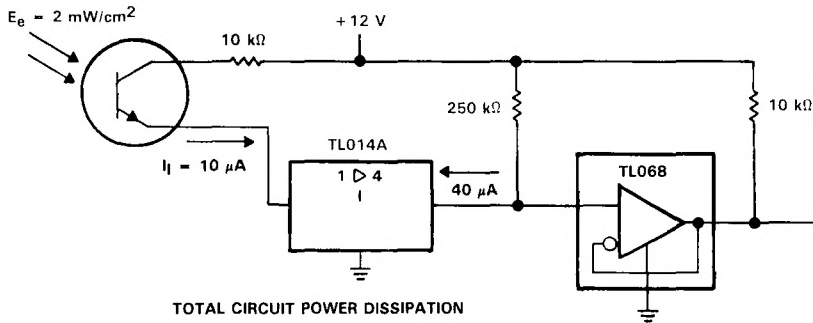 Ee = 2 mW/cm²
10 kΩ
+12 V
250 kΩ
10 kΩ
TL014A
II = 10 μA
1 ▷ 4
I
40 μA
TL068
TOTAL CIRCUIT POWER DISSIPATION